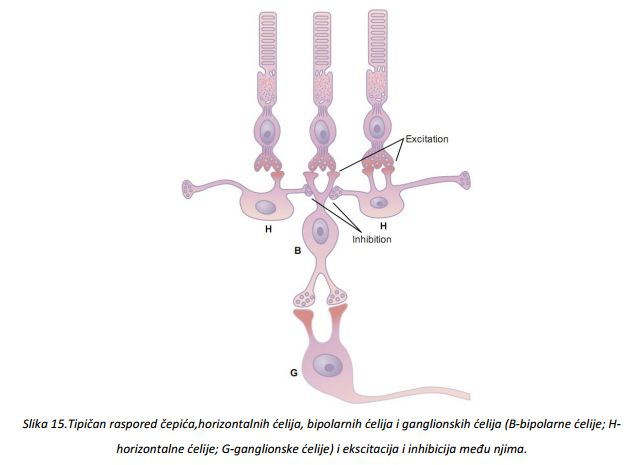 Excitation
H
H
Inhibition
B
G
Slika 15.Tipičan raspored čepića,horizontalnih ćelija, bipolarnih ćelija i ganglionskih ćelija (B-bipolarne ćelije; H-
horizontalne ćelije; G-ganglionske ćelije) i ekscitacija i inhibicija među njima.